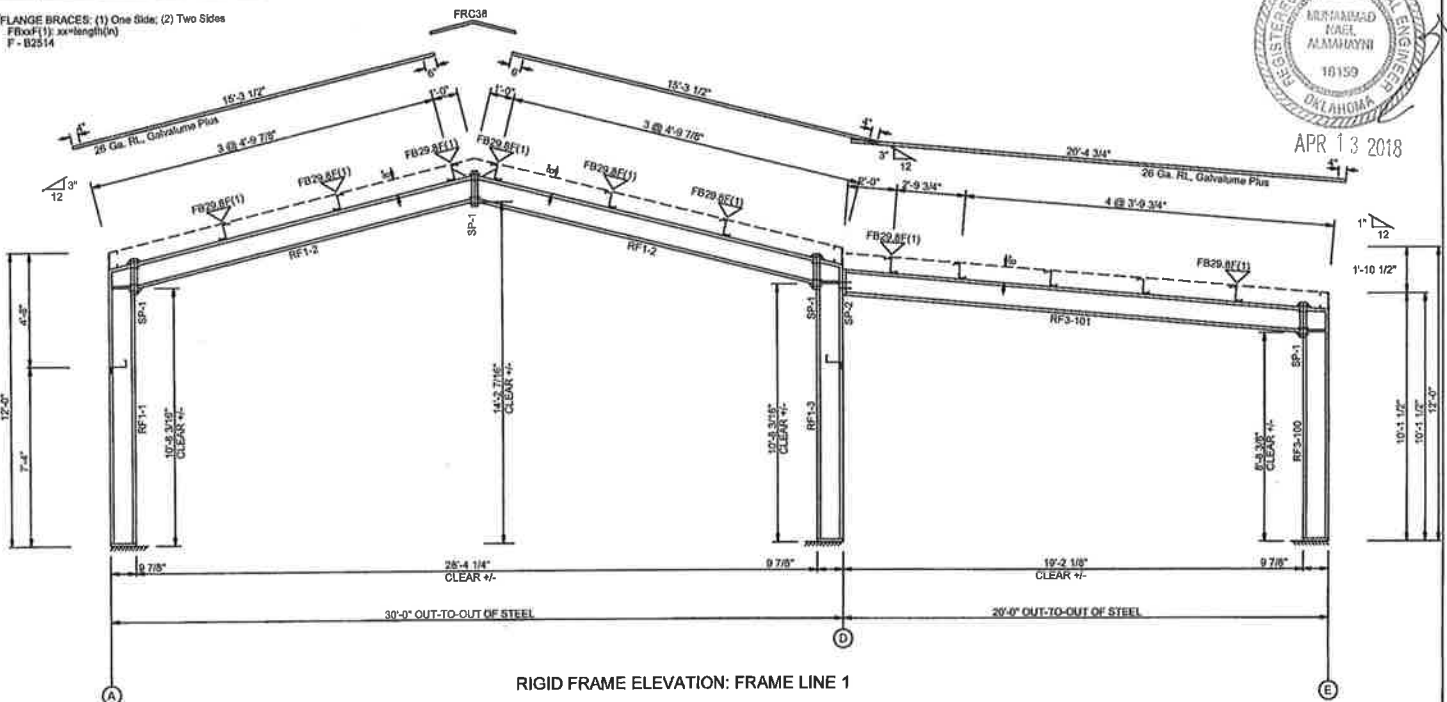 FLANGE BRACES: (1) One Side; (2) Two Sides
FBxxF(1): xx=length(in)
F - B2514
FRC38
REGISTERED
MUHAMMAD
NAEL
ALMAHAYNI
16159
OKLAHOMA
ENGINEER
APR 13 2018
6"
6"
15'-3 1/2"
15'-3 1/2"
4"
26 Ga. RL, Galvalume Plus
1'-0"
1'-0"
3 @ 4'-9 7/8"
3 @ 4'-9 7/8"
4"
3"
12
20'-4 3/4"
26 Ga. RL, Galvalume Plus
4"
3"
12
FB29.8F(1)
FB29.8F(1)
FB29.8F(1)
FB29.8F(1)
FB29.8F(1)
FB29.8F(1)
8"
8"
2'-0"
2'-9 3/4"
4 @ 3'-9 3/4"
1"
12
FB29.8F(1)
FB29.8F(1)
8"
1'-10 1/2"
SP-1
RF1-2
RF1-2
SP-1
SP-1
SP-2
RF3-101
SP-1
12'-0"
4'-8"
7'-4"
RF1-1
10'-8 3/16"
CLEAR +/-
14'-2 7/16"
CLEAR +/-
10'-8 3/16"
CLEAR +/-
RF1-3
8'-8 3/8"
CLEAR +/-
RF3-100
10'-1 1/2"
10'-1 1/2"
12'-0"
9 7/8"
28'-4 1/4"
CLEAR +/-
9 7/8"
19'-2 1/8"
CLEAR +/-
9 7/8"
30'-0" OUT-TO-OUT OF STEEL
20'-0" OUT-TO-OUT OF STEEL
A
D
E
RIGID FRAME ELEVATION: FRAME LINE 1